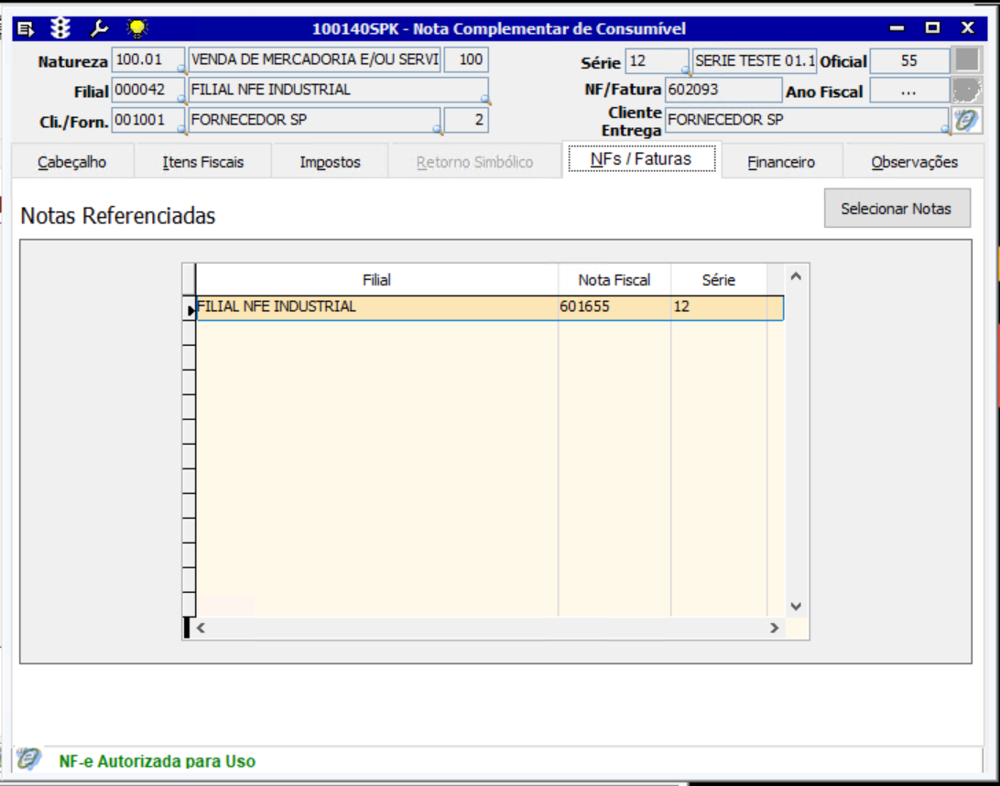 100140SPK - Nota Complementar de Consumível
Natureza 100.01 VENDA DE MERCADORIA E/OU SERVI 100 Série 12 SERIE TESTE 01.1 Oficial 55
Filial 000042 FILIAL NFE INDUSTRIAL NF/Fatura 602093 Ano Fiscal ...
Cli./Forn. 001001 FORNECEDOR SP 2 Cliente Entrega FORNECEDOR SP
Cabeçalho Itens Fiscais Impostos Retorno Simbólico NFs / Faturas Financeiro Observações
Notas Referenciadas Selecionar Notas
Filial Nota Fiscal Série
FILIAL NFE INDUSTRIAL 601655 12
NF-e Autorizada para Uso